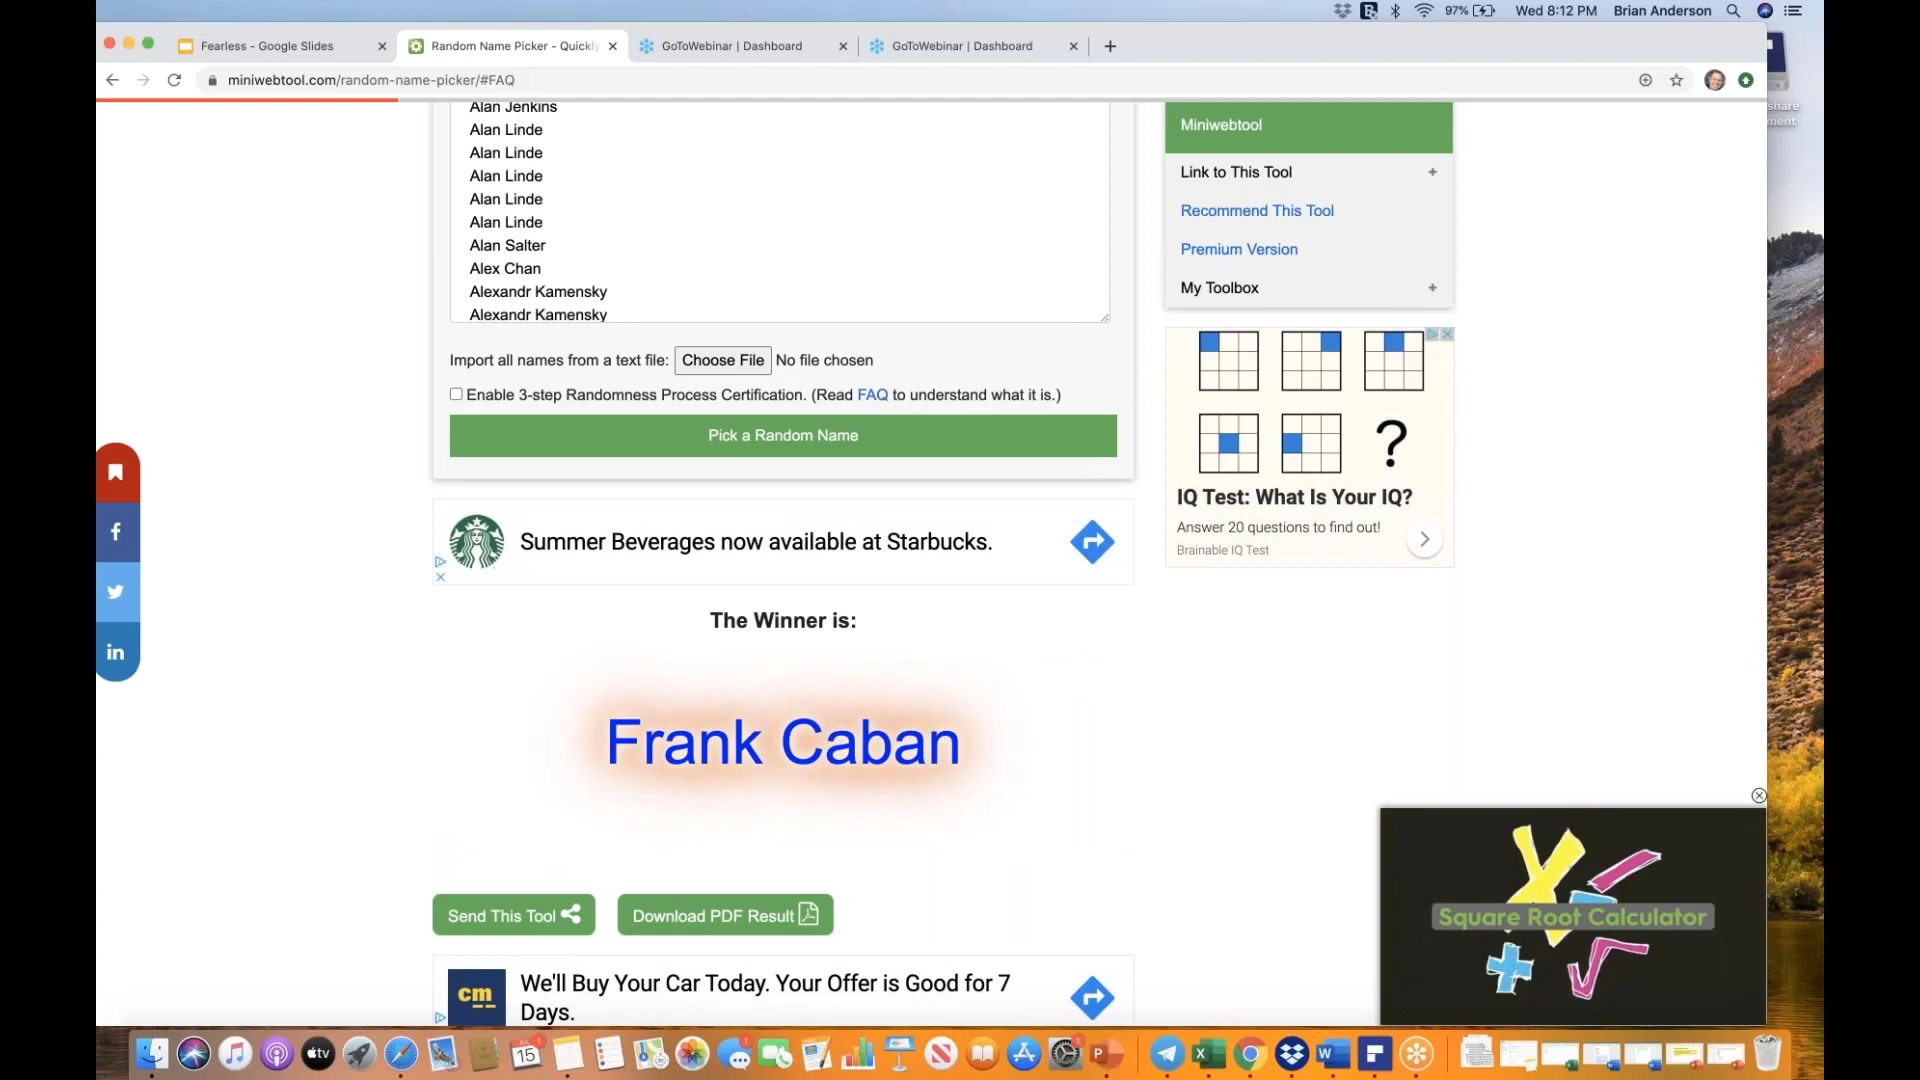 97%
Wed 8:12 PM
Brian Anderson
Fearless - Google Slides
Random Name Picker - Quickly
GoToWebinar | Dashboard
GoToWebinar | Dashboard
miniwebtool.com/random-name-picker/#FAQ
Alan Jenkins
Alan Linde
Alan Linde
Alan Linde
Alan Linde
Alan Linde
Alan Salter
Alex Chan
Alexandr Kamensky
Alexandr Kamensky
Import all names from a text file: Choose File No file chosen
Enable 3-step Randomness Process Certification. (Read FAQ to understand what it is.)
Pick a Random Name
Summer Beverages now available at Starbucks.
The Winner is:
Frank Caban
Send This Tool
Download PDF Result
cm
We'll Buy Your Car Today. Your Offer is Good for 7
Days.
Miniwebtool
Link to This Tool +
Recommend This Tool
Premium Version
My Toolbox +
?
IQ Test: What Is Your IQ?
Answer 20 questions to find out!
Brainable IQ Test
Square Root Calculator
share
f
in
tv
JUL
15